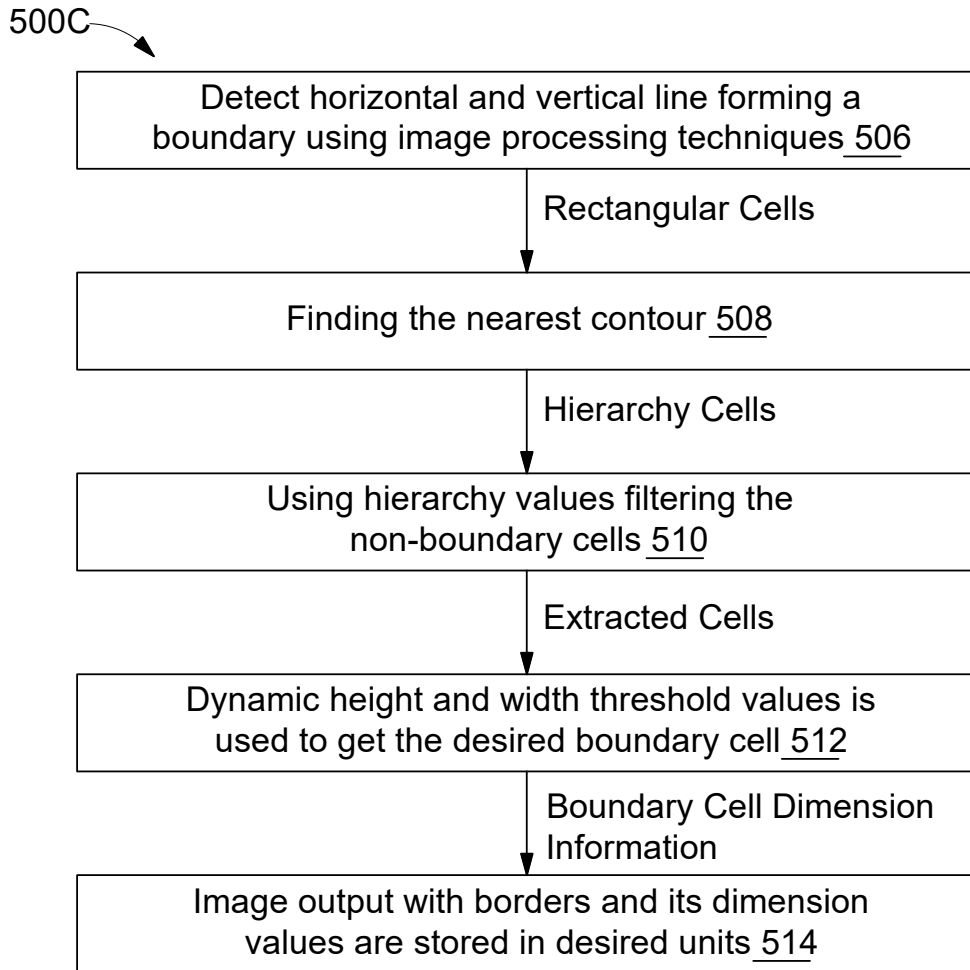 500C
Detect horizontal and vertical line forming a
boundary using image processing techniques 506
Rectangular Cells
Finding the nearest contour 508
Hierarchy Cells
Using hierarchy values filtering the
non-boundary cells 510
Extracted Cells
Dynamic height and width threshold values is
used to get the desired boundary cell 512
Boundary Cell Dimension
Information
Image output with borders and its dimension
values are stored in desired units 514